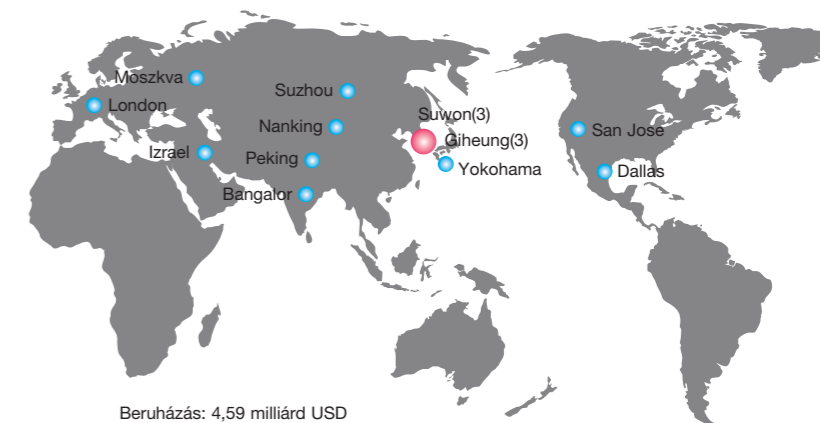 Moszkva
London
Suzhou
Suwon(3)
Nanking
Giheung(3)
San Jose
Izrael
Peking
Yokohama
Dallas
Bangalor
Beruházás: 4,59 milliárd USD